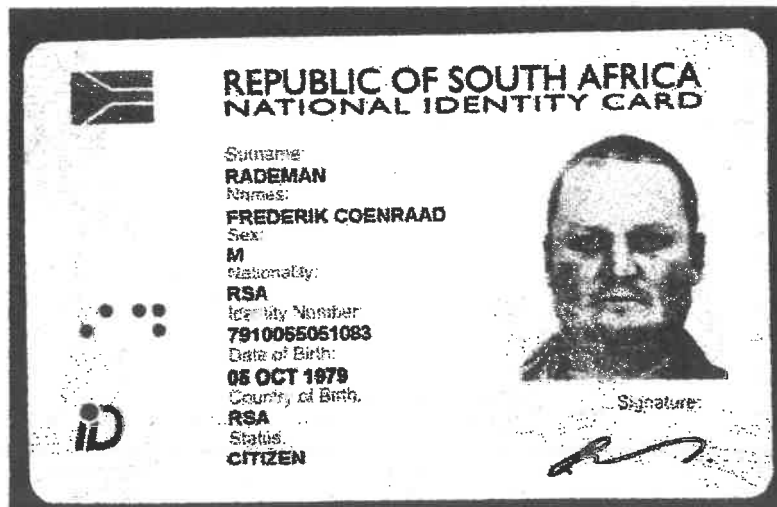 REPUBLIC OF SOUTH AFRICA
NATIONAL IDENTITY CARD
Surname:
RADEMAN
Names:
FREDERIK COENRAAD
Sex:
M
Nationality:
RSA
Identity Number:
7910055051083
Date of Birth:
05 OCT 1979
Country of Birth:
RSA
Status:
CITIZEN
Signature:
iD